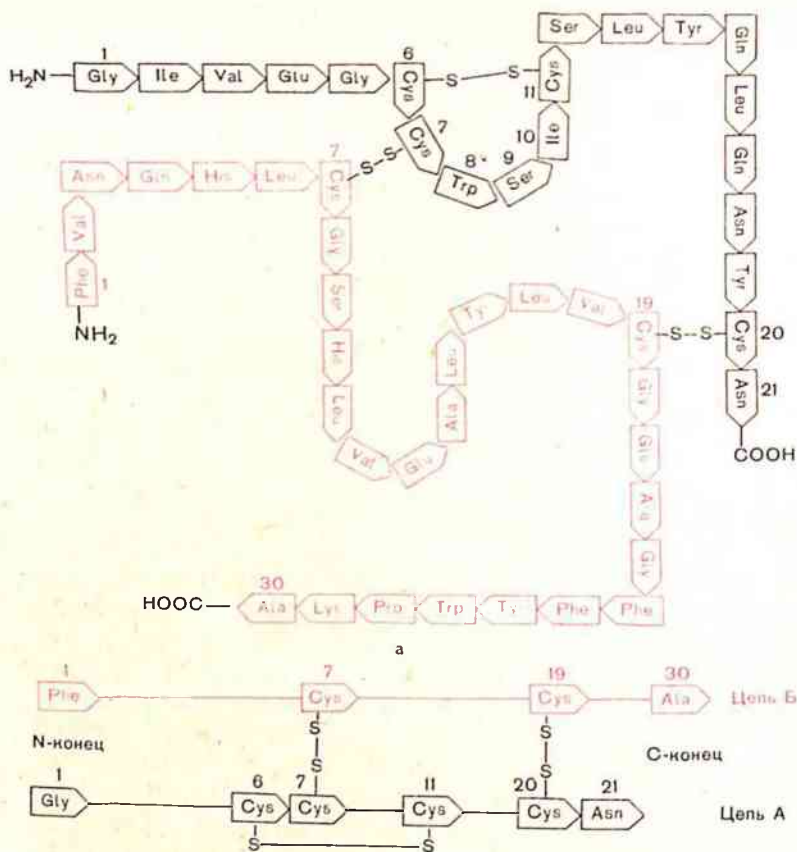 1
H₂N
Gly Ile Val Glu Gly
6
Cys
S S
11
Cys
7
Cys
8
Trp
9
Ser
10
Ile
Ser Leu Tyr
Gln
Leu
Gln
Asn
Tyr
Cys
20
Asn
21
COOH
NH₂
1
Phe
Val
Asn Gln His Leu
7
Cys
S-S
Gly
Ser
His
Leu
Val
Glu
Ala
Leu
Ty
Leu
Val
19
Cys
S--S
Gly
Glu
Ala
Gly
Phe
Phe
Ty
Trp
Pro
Lys
30
Ala
HOOC
а
1 7 19 30
Phe Cys Cys Ala Цепь Б
S S
N-конец С-конец
S S
1 6 7 11 20 21
Gly Cys Cys Cys Cys Asn Цепь А
S S